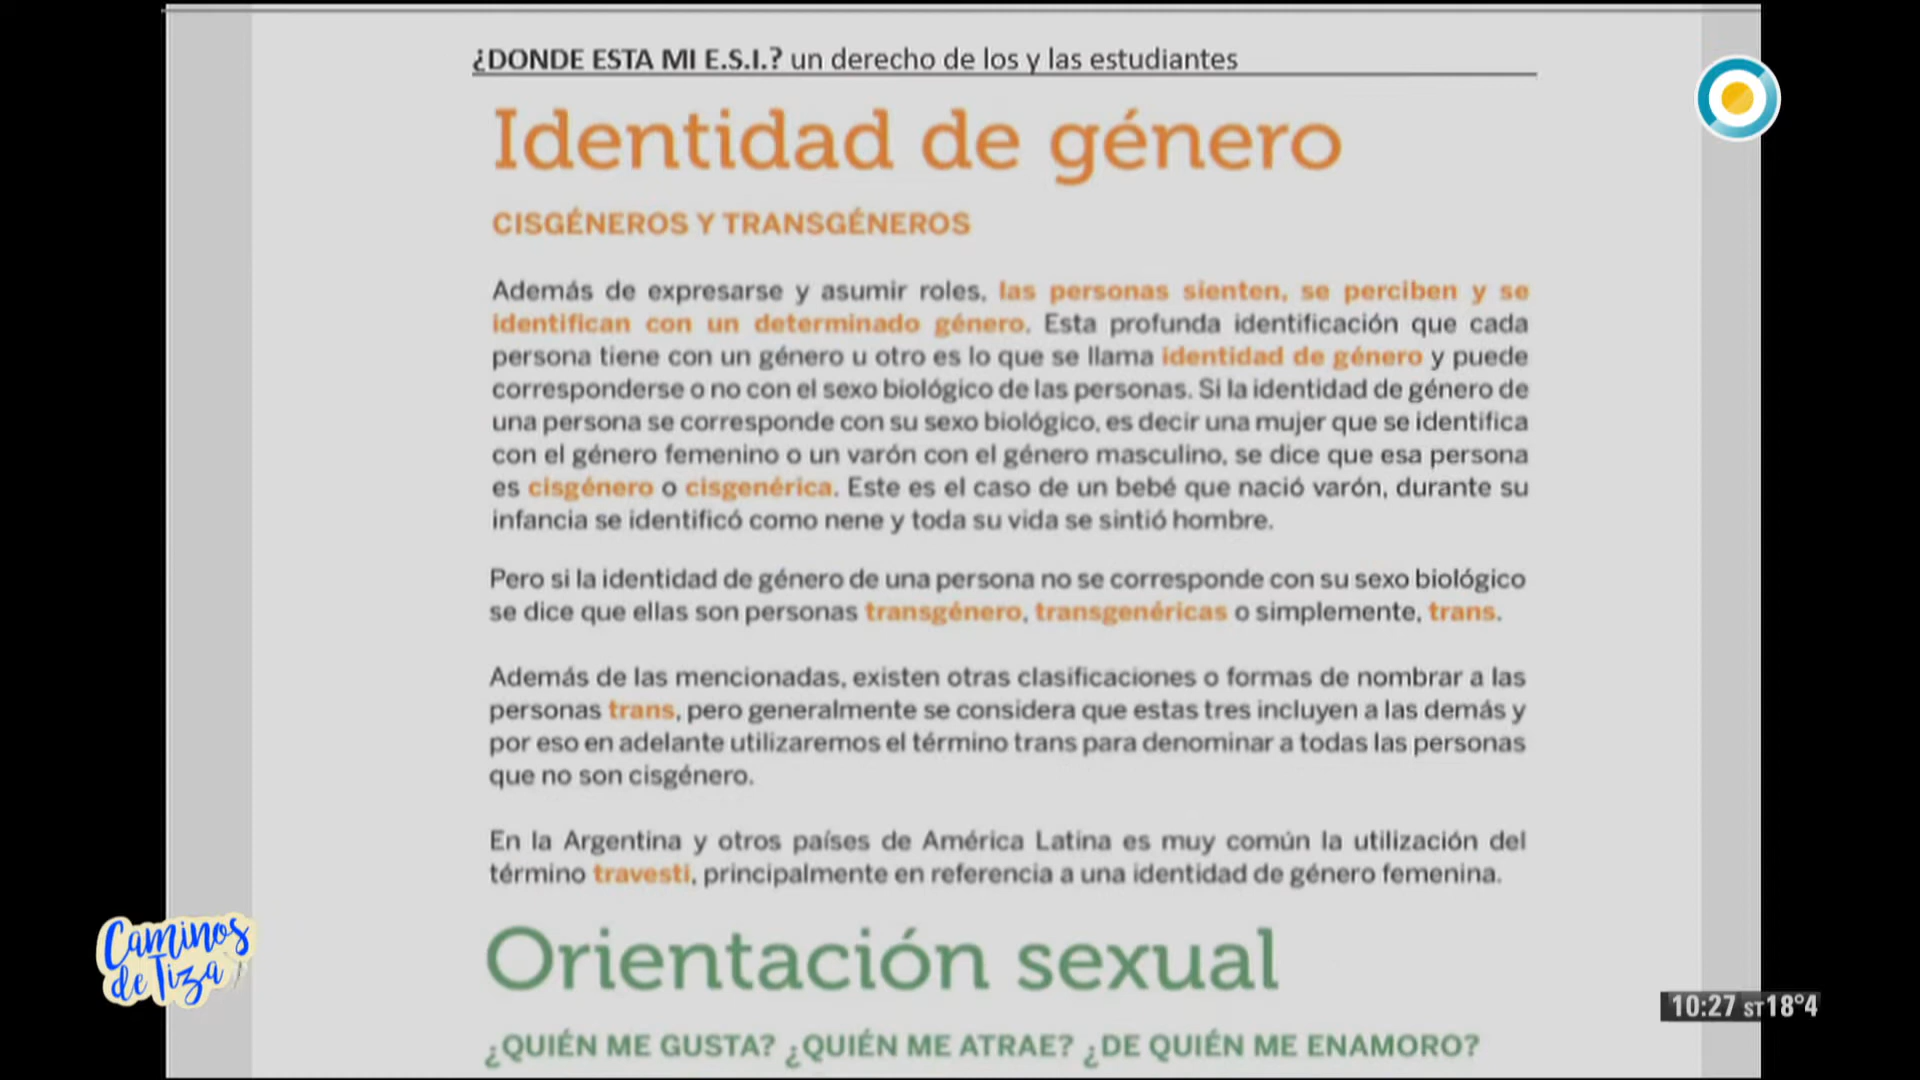 ¿DONDE ESTA MI E.S.I.? un derecho de los y las estudiantes
Identidad de género
CISGÉNEROS Y TRANSGÉNEROS
Además de expresarse y asumir roles, las personas sienten, se perciben y se
identifican con un determinado género. Esta profunda identificación que cada
persona tiene con un género u otro es lo que se llama identidad de género y puede
corresponderse o no con el sexo biológico de las personas. Si la identidad de género de
una persona se corresponde con su sexo biológico, es decir una mujer que se identifica
con el género femenino o un varón con el género masculino, se dice que esa persona
es cisgénero o cisgenérica. Este es el caso de un bebé que nació varón, durante su
infancia se identificó como nene y toda su vida se sintió hombre.
Pero si la identidad de género de una persona no se corresponde con su sexo biológico
se dice que ellas son personas transgénero, transgenéricas o simplemente, trans.
Además de las mencionadas, existen otras clasificaciones o formas de nombrar a las
personas trans, pero generalmente se considera que estas tres incluyen a las demás y
por eso en adelante utilizaremos el término trans para denominar a todas las personas
que no son cisgénero.
En la Argentina y otros países de América Latina es muy común la utilización del
término travesti, principalmente en referencia a una identidad de género femenina.
Caminos
de Tiza
Orientación sexual
10:27 ST18°4
¿QUIÉN ME GUSTA? ¿QUIÉN ME ATRAE? ¿DE QUIÉN ME ENAMORO?